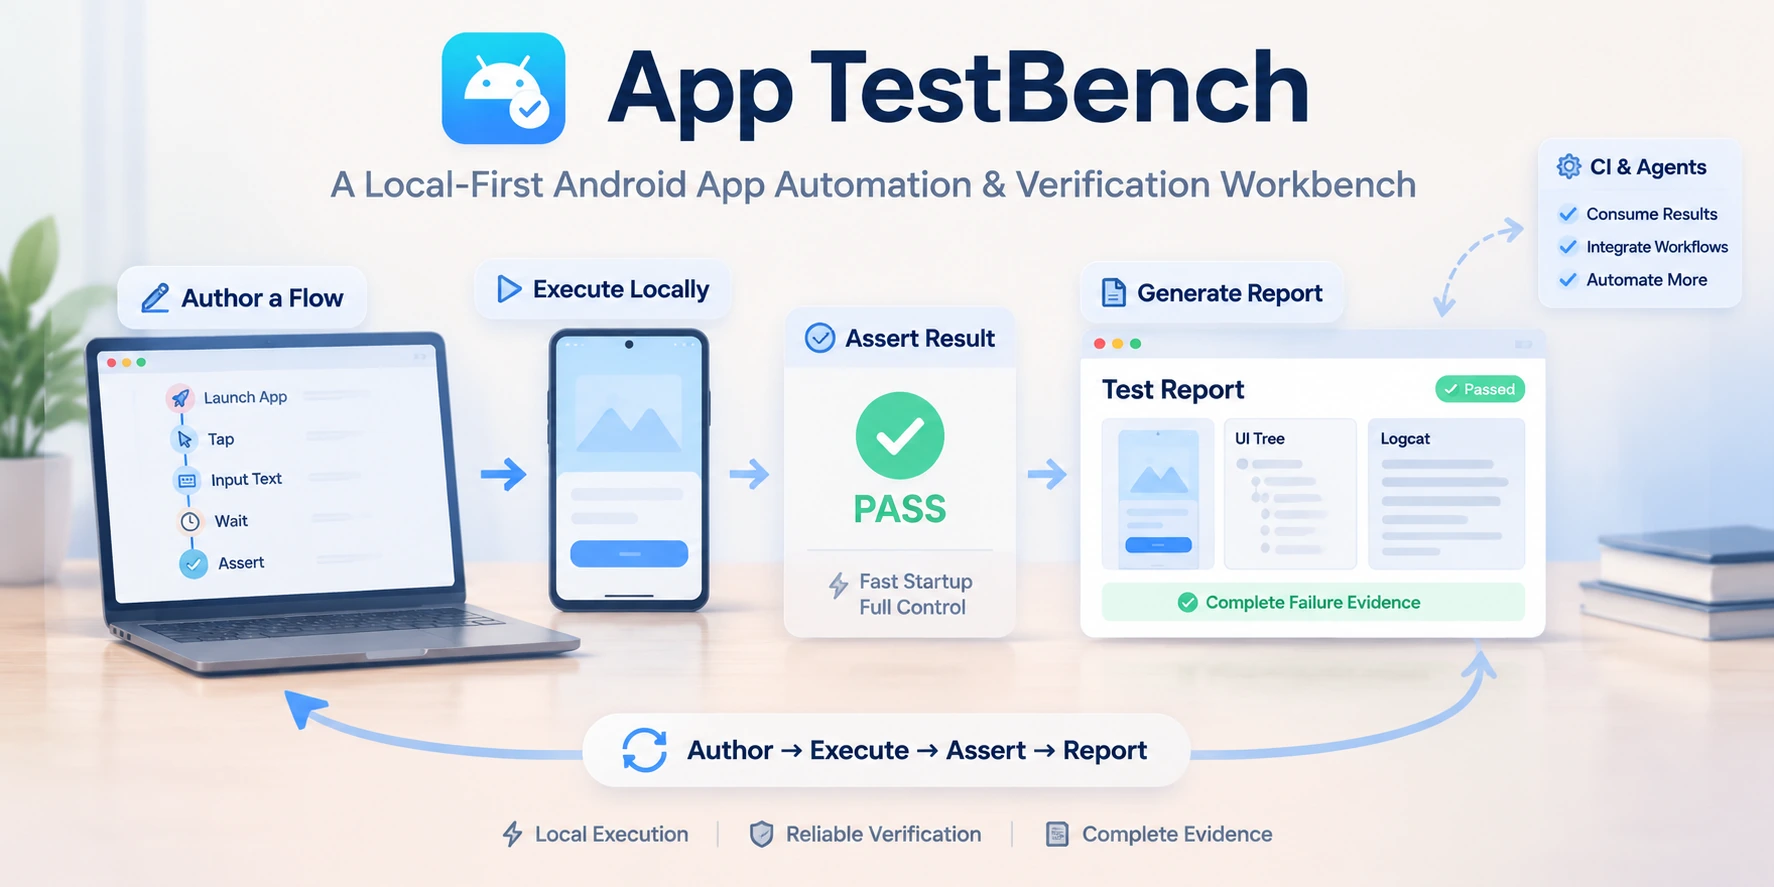 App TestBench
A Local-First Android App Automation & Verification Workbench
CI & Agents
Consume Results
Integrate Workflows
Automate More
Author a Flow
Launch App
Tap
Input Text
Wait
Assert
Execute Locally
Assert Result
PASS
Fast Startup
Full Control
Generate Report
Test Report
Passed
UI Tree
Logcat
Complete Failure Evidence
Author → Execute → Assert → Report
Local Execution
Reliable Verification
Complete Evidence